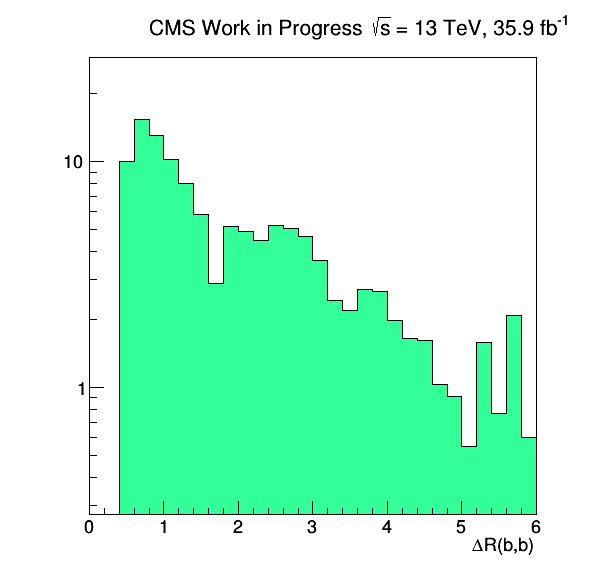 CMS Work in Progress √s = 13 TeV, 35.9 fb⁻¹
10
1
0 1 2 3 4 5 6
ΔR(b,b)